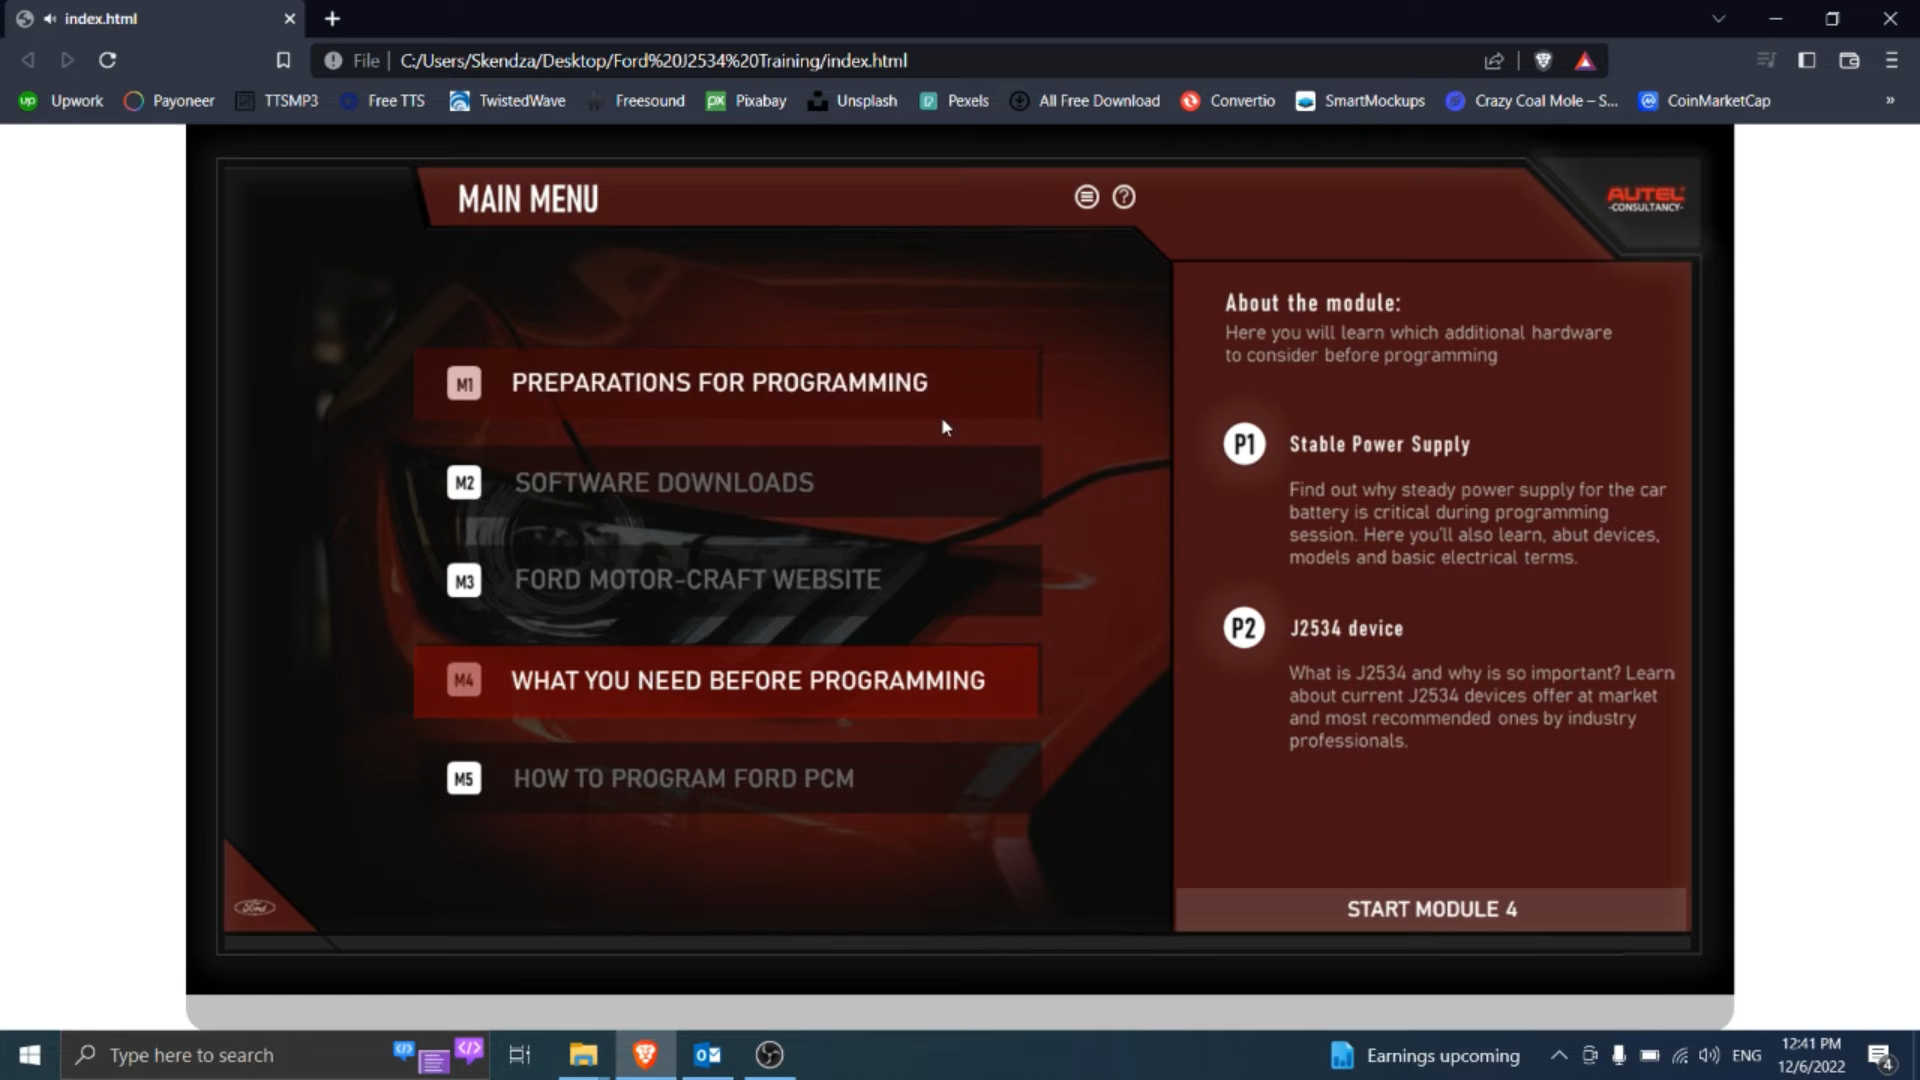 index.html
File
C:/Users/Skendza/Desktop/Ford%20J2534%20Training/index.html
up Upwork Payoneer TTSMP3 Free TTS TwistedWave Freesound px Pixabay Unsplash Pexels All Free Download Convertio SmartMockups Crazy Coal Mole – S... CoinMarketCap »
MAIN MENU
AUTEL
-CONSULTANCY-
M1 PREPARATIONS FOR PROGRAMMING
M2 SOFTWARE DOWNLOADS
M3 FORD MOTOR-CRAFT WEBSITE
M4 WHAT YOU NEED BEFORE PROGRAMMING
M5 HOW TO PROGRAM FORD PCM
Ford
About the module:
Here you will learn which additional hardware
to consider before programming
P1 Stable Power Supply
Find out why steady power supply for the car
battery is critical during programming
session. Here you'll also learn, abut devices,
models and basic electrical terms.
P2 J2534 device
What is J2534 and why is so important? Learn
about current J2534 devices offer at market
and most recommended ones by industry
professionals.
START MODULE 4
Type here to search
Earnings upcoming
ENG
12:41 PM
12/6/2022
4